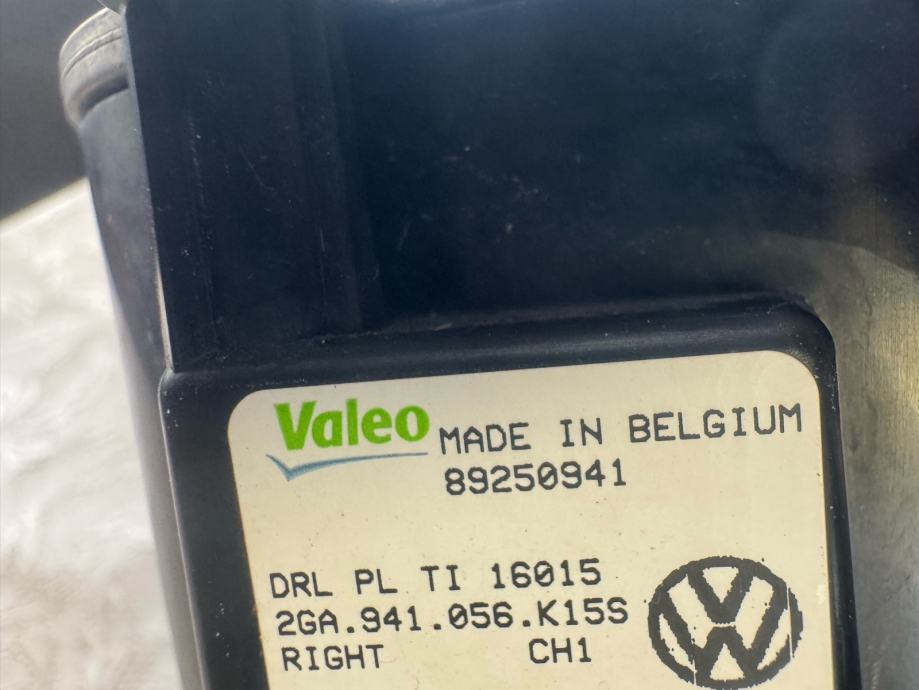 Valeo MADE IN BELGIUM
89250941
DRL PL TI 16015
2GA.941.056.K15S
RIGHT CH1